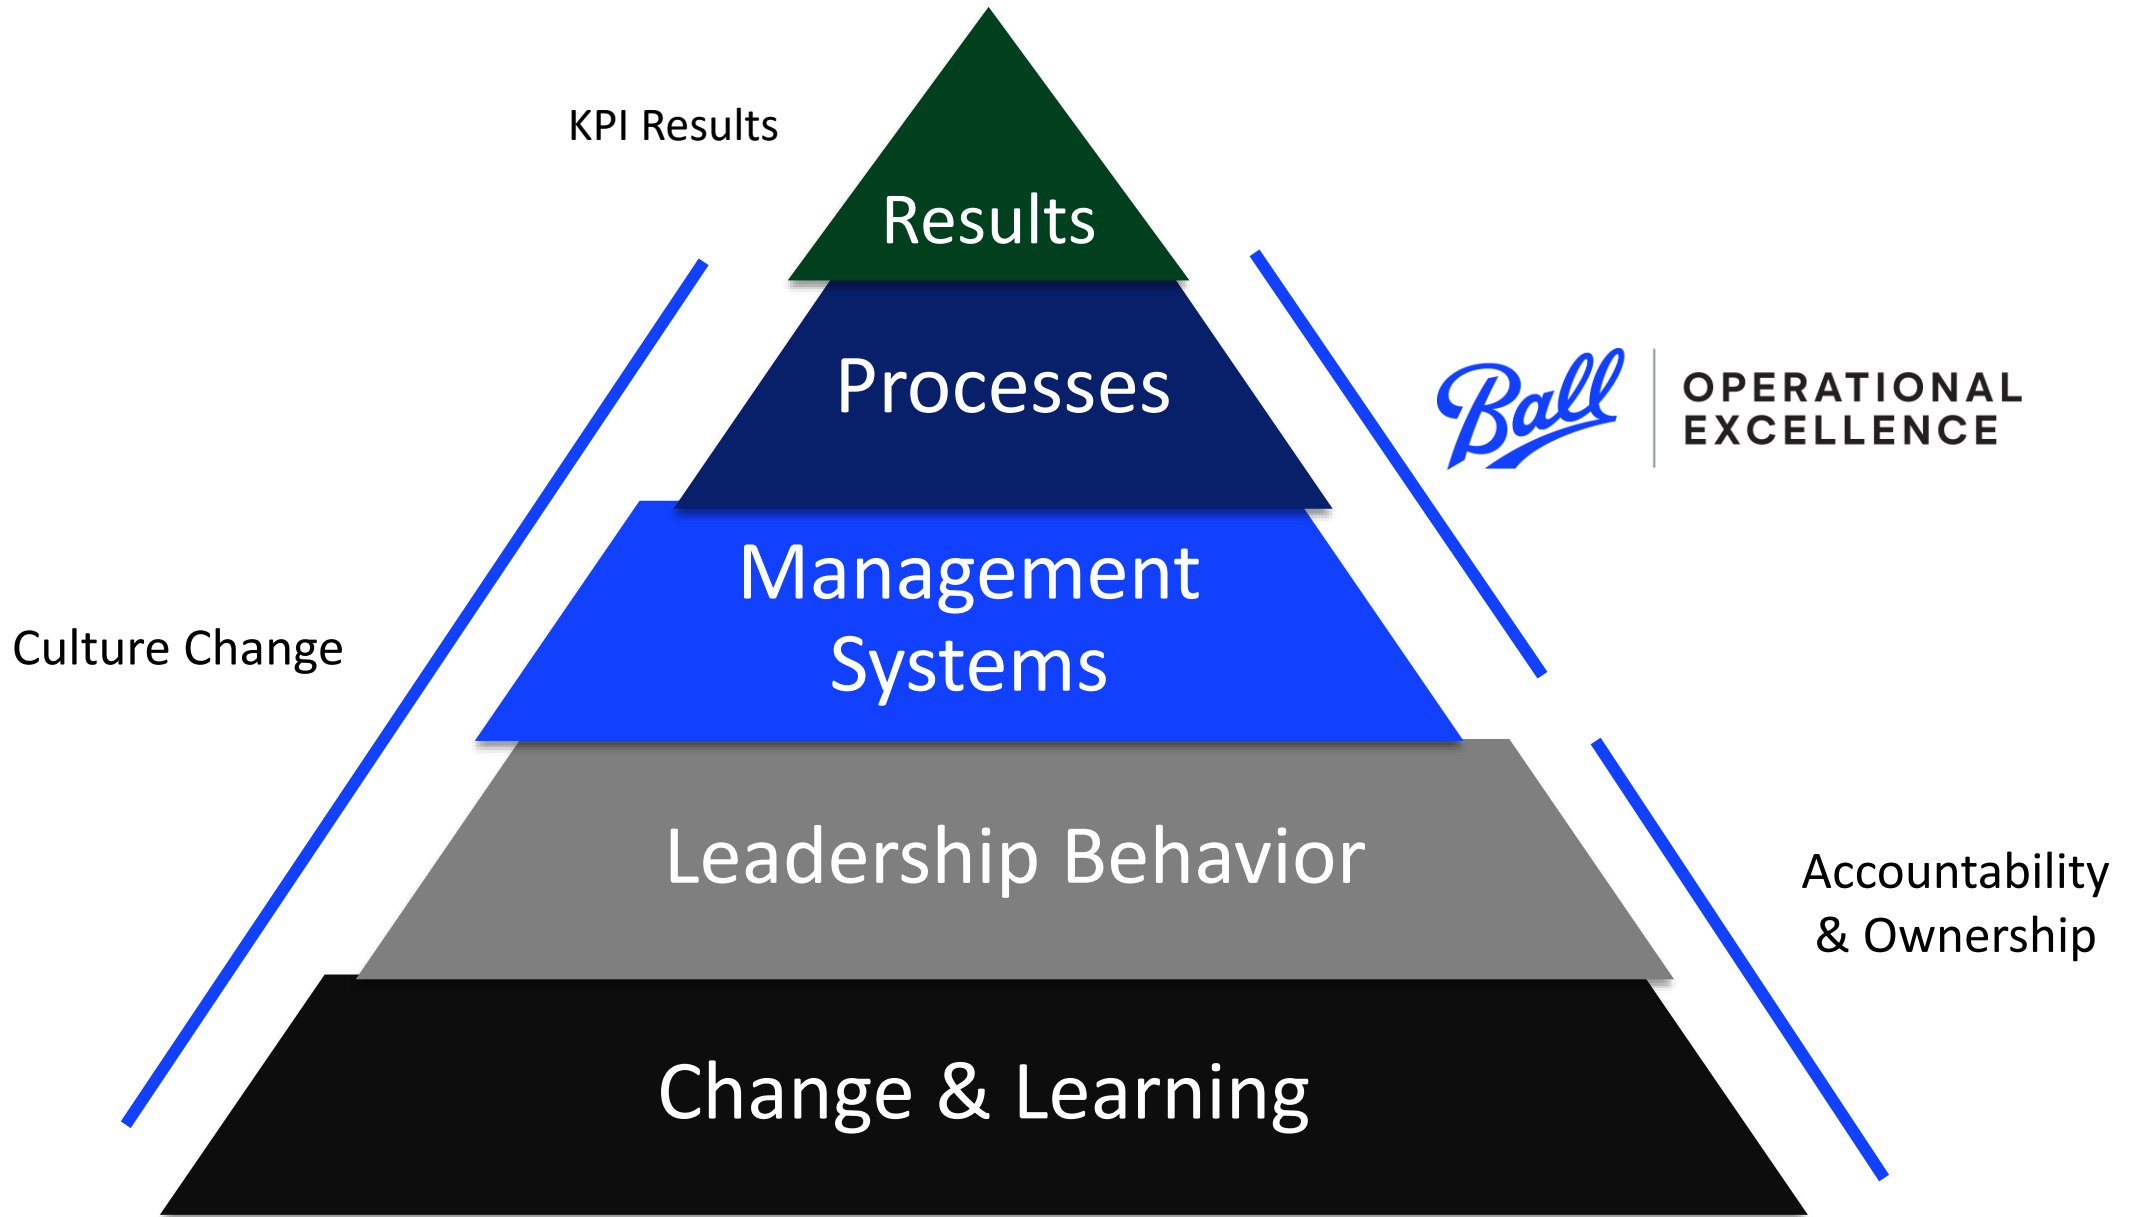 KPI Results
Results
Processes
Ball
OPERATIONAL
EXCELLENCE
Management
Systems
Culture Change
Leadership Behavior
Accountability
& Ownership
Change & Learning